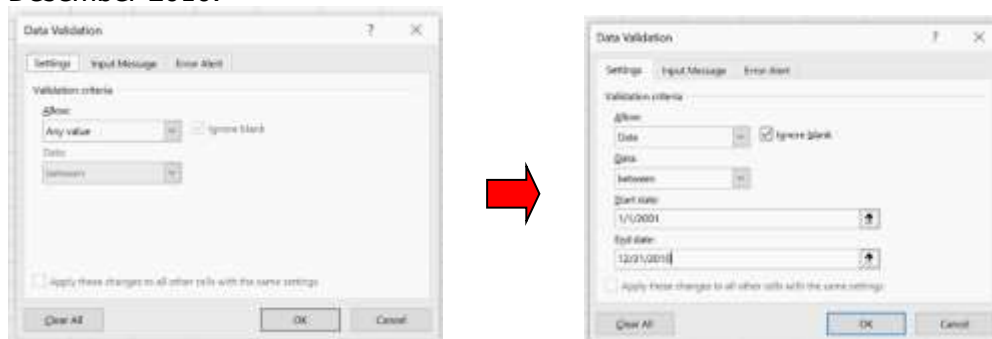 Desember 2010.
Data Validation ? ×
Settings Input Message Error Alert
Validation criteria
Allow:
Any value Ignore blank
Data:
between
Apply these changes to all other cells with the same settings
Clear All OK Cancel
Data Validation ? ×
Settings Input Message Error Alert
Validation criteria
Allow:
Date Ignore blank
Data:
between
Start date:
1/1/2001
End date:
12/31/2010
Apply these changes to all other cells with the same settings
Clear All OK Cancel